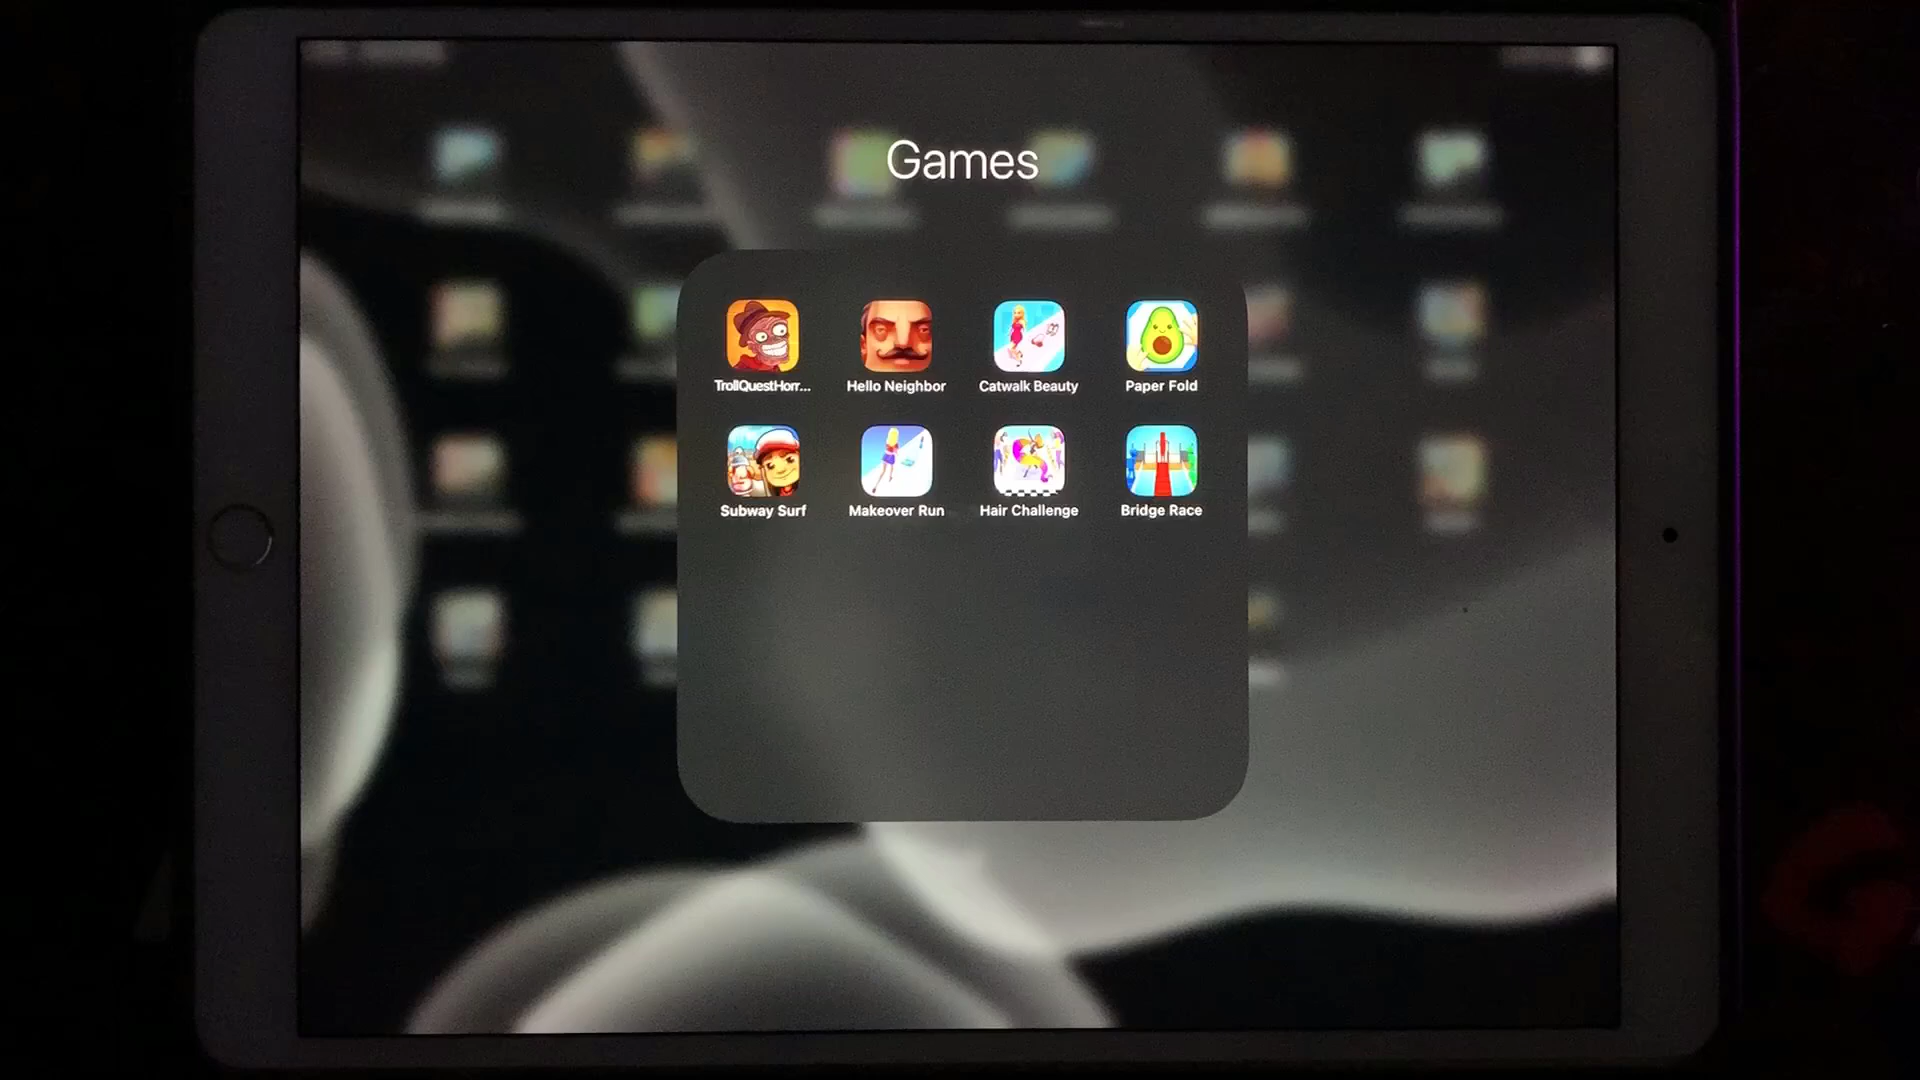 Games
TrollQuestHorr...
Hello Neighbor
Catwalk Beauty
Paper Fold
Subway Surf
Makeover Run
Hair Challenge
Bridge Race